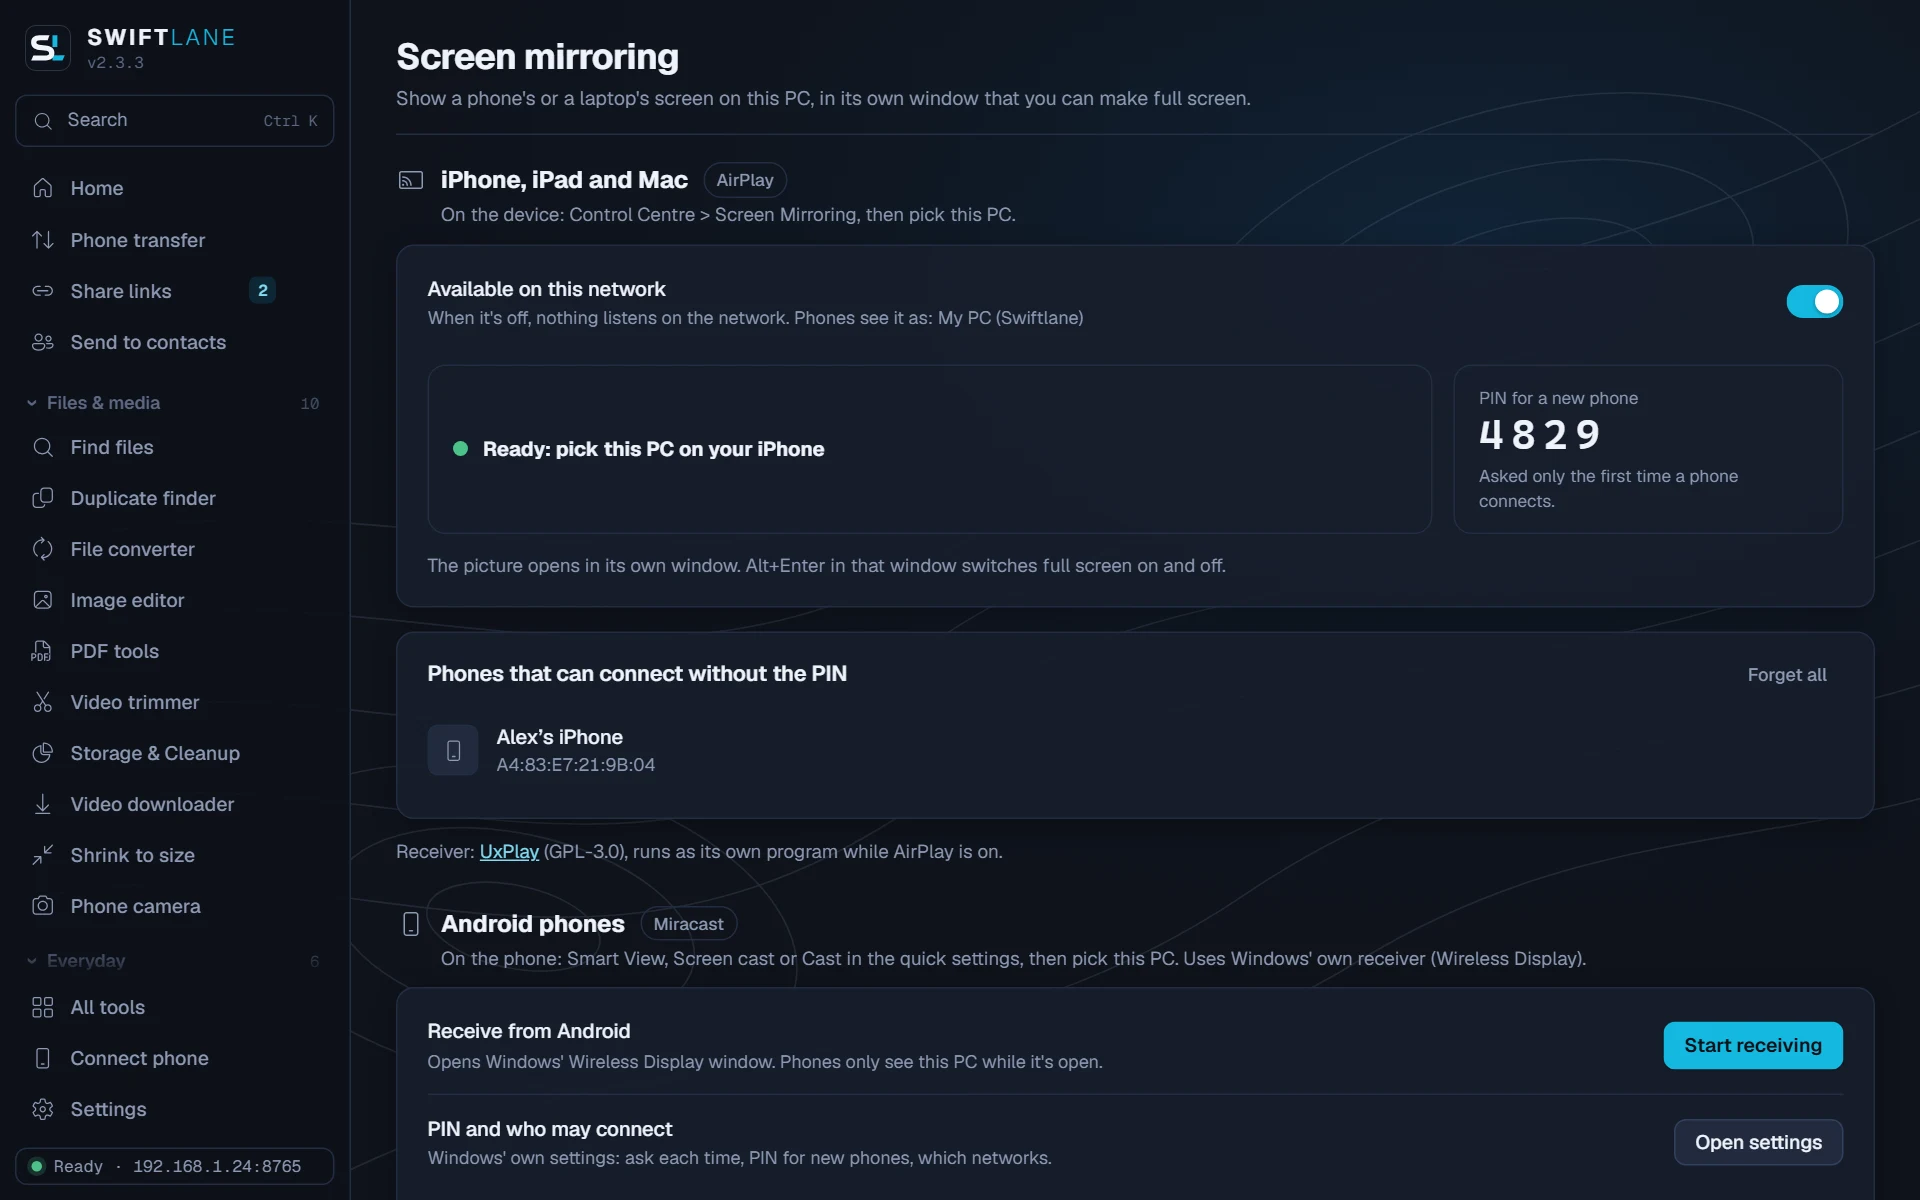 SWIFTLANE
v2.3.3
Search Ctrl K
Home
Phone transfer
Share links 2
Send to contacts
Files & media 10
Find files
Duplicate finder
File converter
Image editor
PDF tools
Video trimmer
Storage & Cleanup
Video downloader
Shrink to size
Phone camera
Everyday 6
All tools
Connect phone
Settings
Ready · 192.168.1.24:8765
Screen mirroring
Show a phone's or a laptop's screen on this PC, in its own window that you can make full screen.
iPhone, iPad and Mac AirPlay
On the device: Control Centre > Screen Mirroring, then pick this PC.
Available on this network
When it's off, nothing listens on the network. Phones see it as: My PC (Swiftlane)
Ready: pick this PC on your iPhone
PIN for a new phone
4829
Asked only the first time a phone
connects.
The picture opens in its own window. Alt+Enter in that window switches full screen on and off.
Phones that can connect without the PIN
Forget all
Alex’s iPhone
A4:83:E7:21:9B:04
Receiver: UxPlay (GPL-3.0), runs as its own program while AirPlay is on.
Android phones Miracast
On the phone: Smart View, Screen cast or Cast in the quick settings, then pick this PC. Uses Windows' own receiver (Wireless Display).
Receive from Android
Opens Windows' Wireless Display window. Phones only see this PC while it's open.
Start receiving
PIN and who may connect
Windows' own settings: ask each time, PIN for new phones, which networks.
Open settings